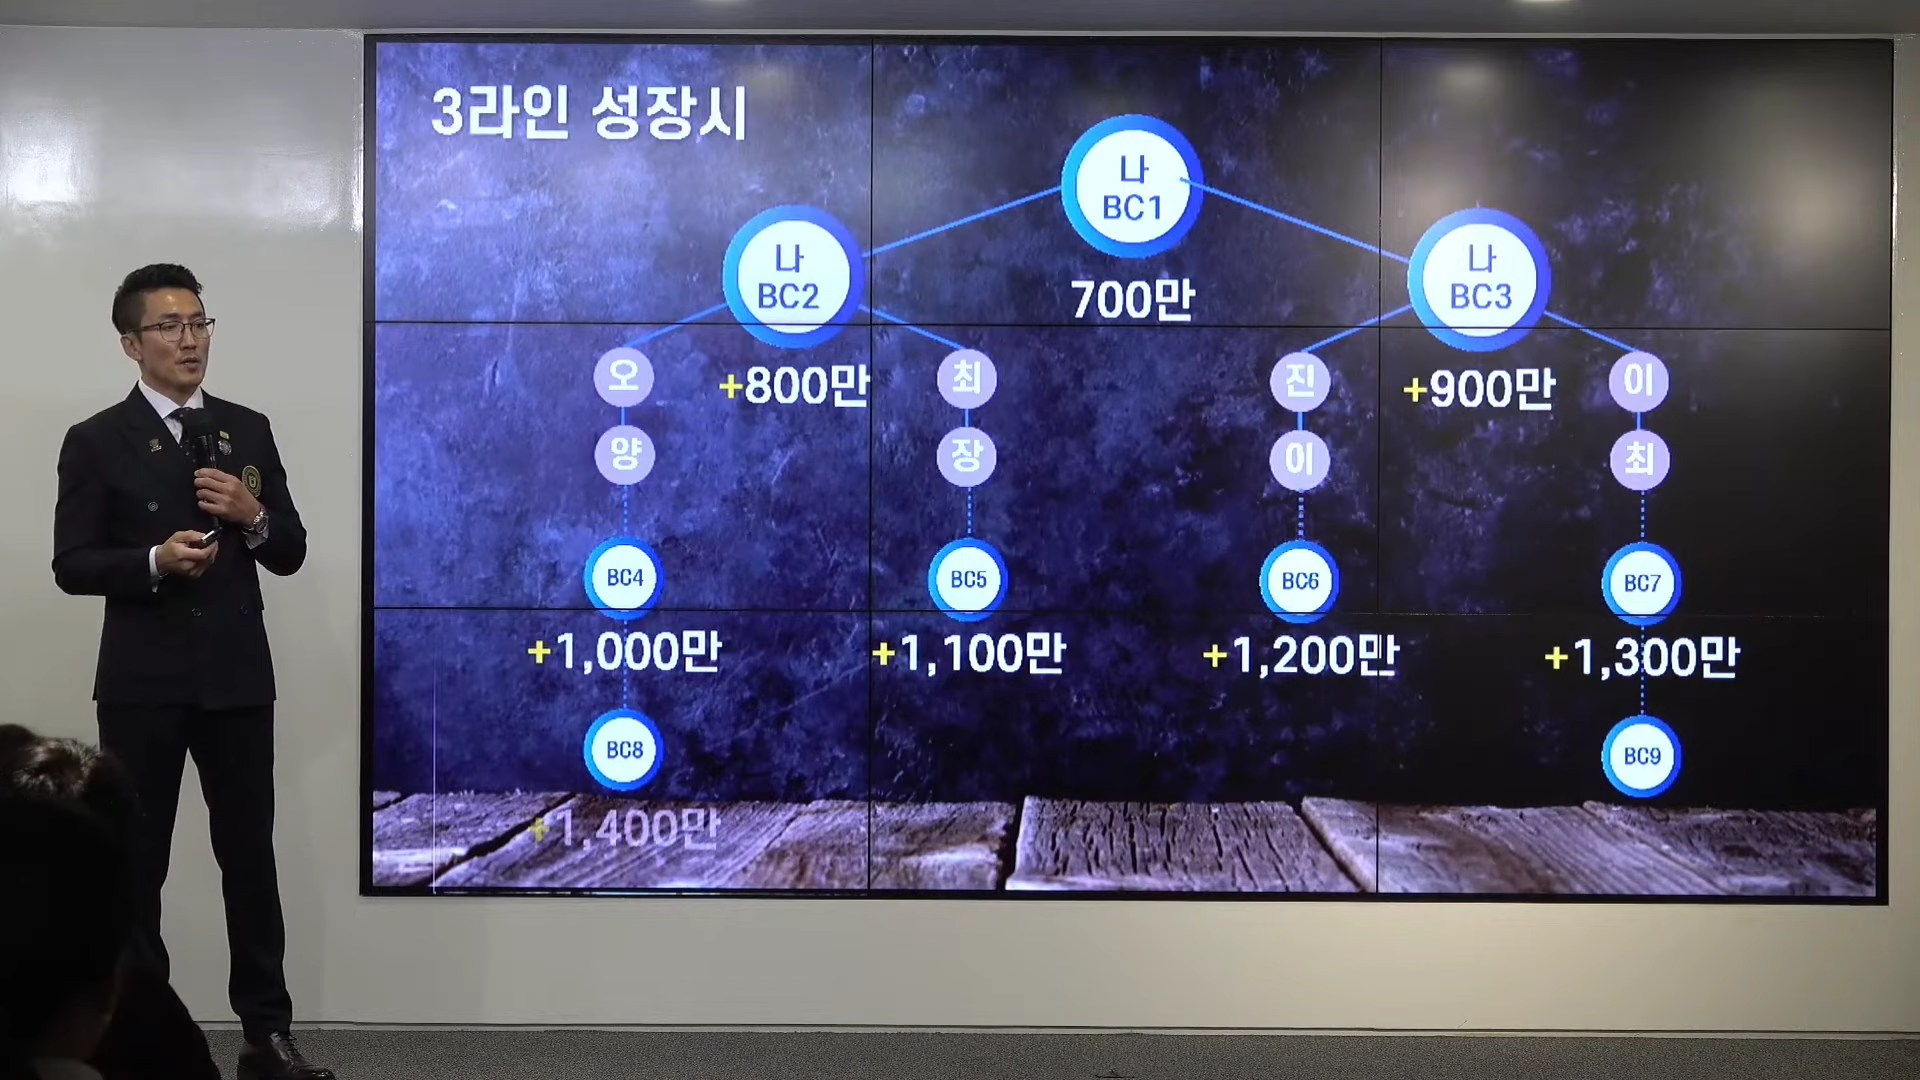 3라인 성장시
나
BC1
700만
나
BC2
+800만
나
BC3
+900만
오
최
진
이
양
장
이
최
BC4
BC5
BC6
BC7
+1,000만
+1,100만
+1,200만
+1,300만
BC8
BC9
+1,400만